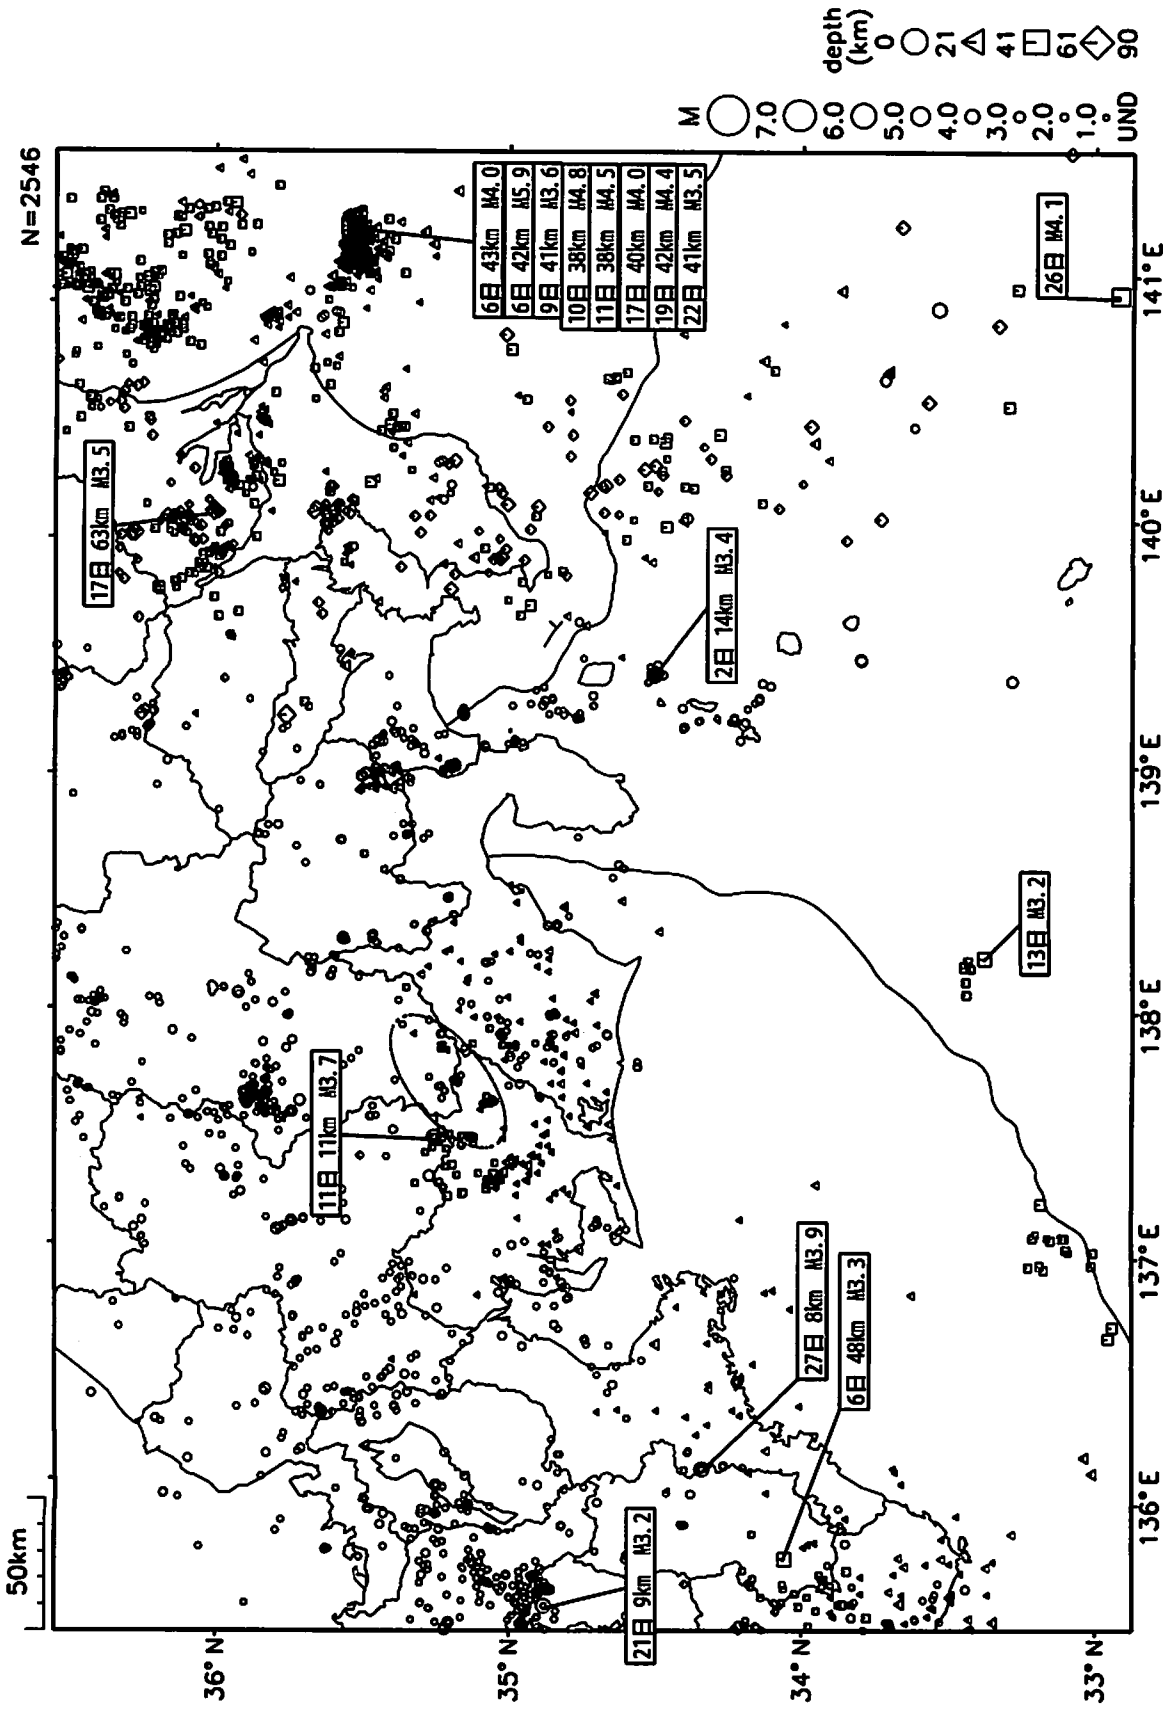 50km
N=2546
36°N
35°N
34°N
33°N
136°E
137°E
138°E
139°E
140°E
141°E
17日 63km M3.5
6日 43km M4.0
6日 42km M5.9
9日 41km M3.6
10日 38km M4.8
11日 38km M4.5
17日 40km M4.0
19日 42km M4.4
22日 41km M3.5
26日 M4.1
2日 14km M3.4
13日 M3.2
11日 11km M3.7
27日 8km M3.9
6日 48km M3.3
21日 9km M3.2
M
7.0
6.0
5.0
4.0
3.0
2.0
1.0
UND
depth
(km)
0
21
41
61
90